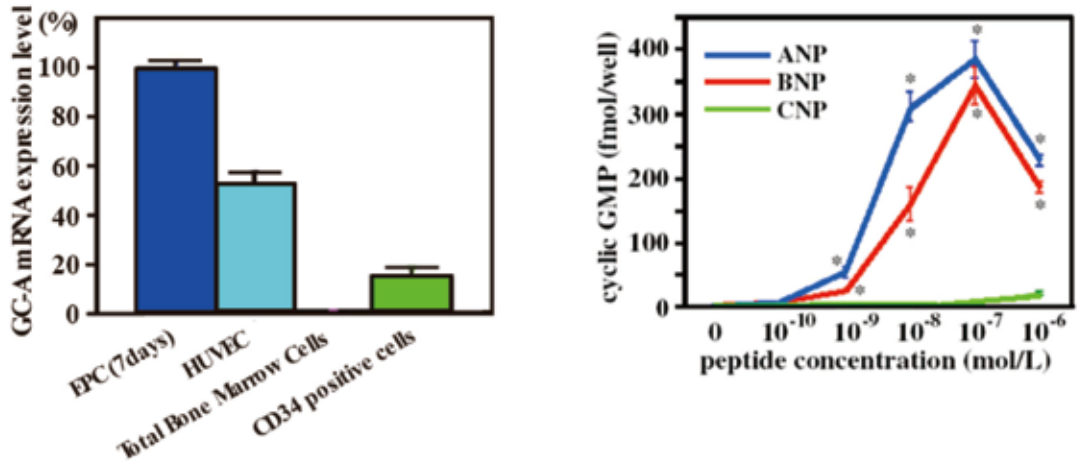 (%)
GC-A mRNA expression level
100
80
60
40
20
0
EPC (7days)
HUVEC
Total Bone Marrow Cells
CD34 positive cells
cyclic GMP (fmol/well)
400
300
200
100
0
ANP
BNP
CNP
*
*
*
*
*
*
*
*
0 10-10 10-9 10-8 10-7 10-6
peptide concentration (mol/L)